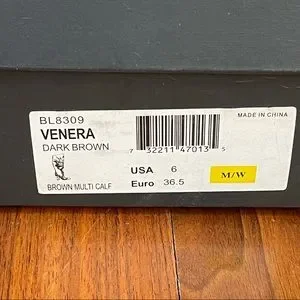 BL8309
MADE IN CHINA
VENERA
DARK BROWN
7 32211 47013 5
BROWN MULTI CALF
USA 6
Euro 36.5
M/W